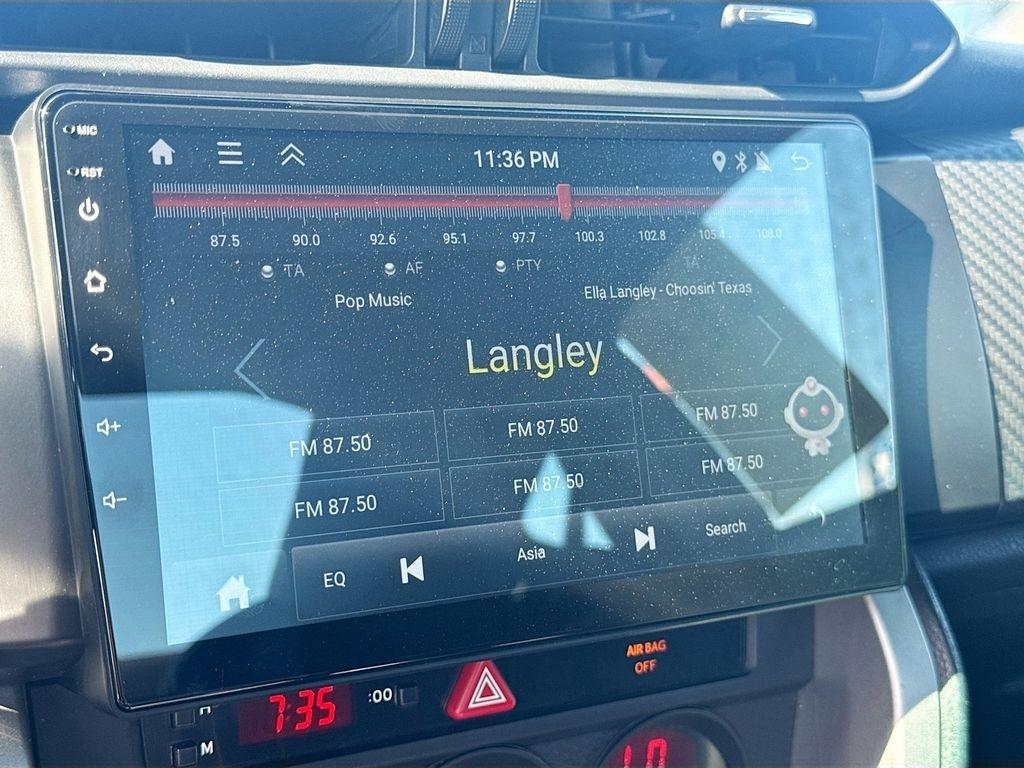 MIC
11:36 PM
RST
87.5 90.0 92.6 95.1 97.7 100.3 102.8 105.4 108.0
TA AF PTY TA
Pop Music Ella Langley - Choosin' Texas
Langley
FM 87.50 FM 87.50 FM 87.50
FM 87.50 FM 87.50 FM 87.50
EQ Asia Search
AIR BAG
OFF
H 7:35 :00
M
1.0